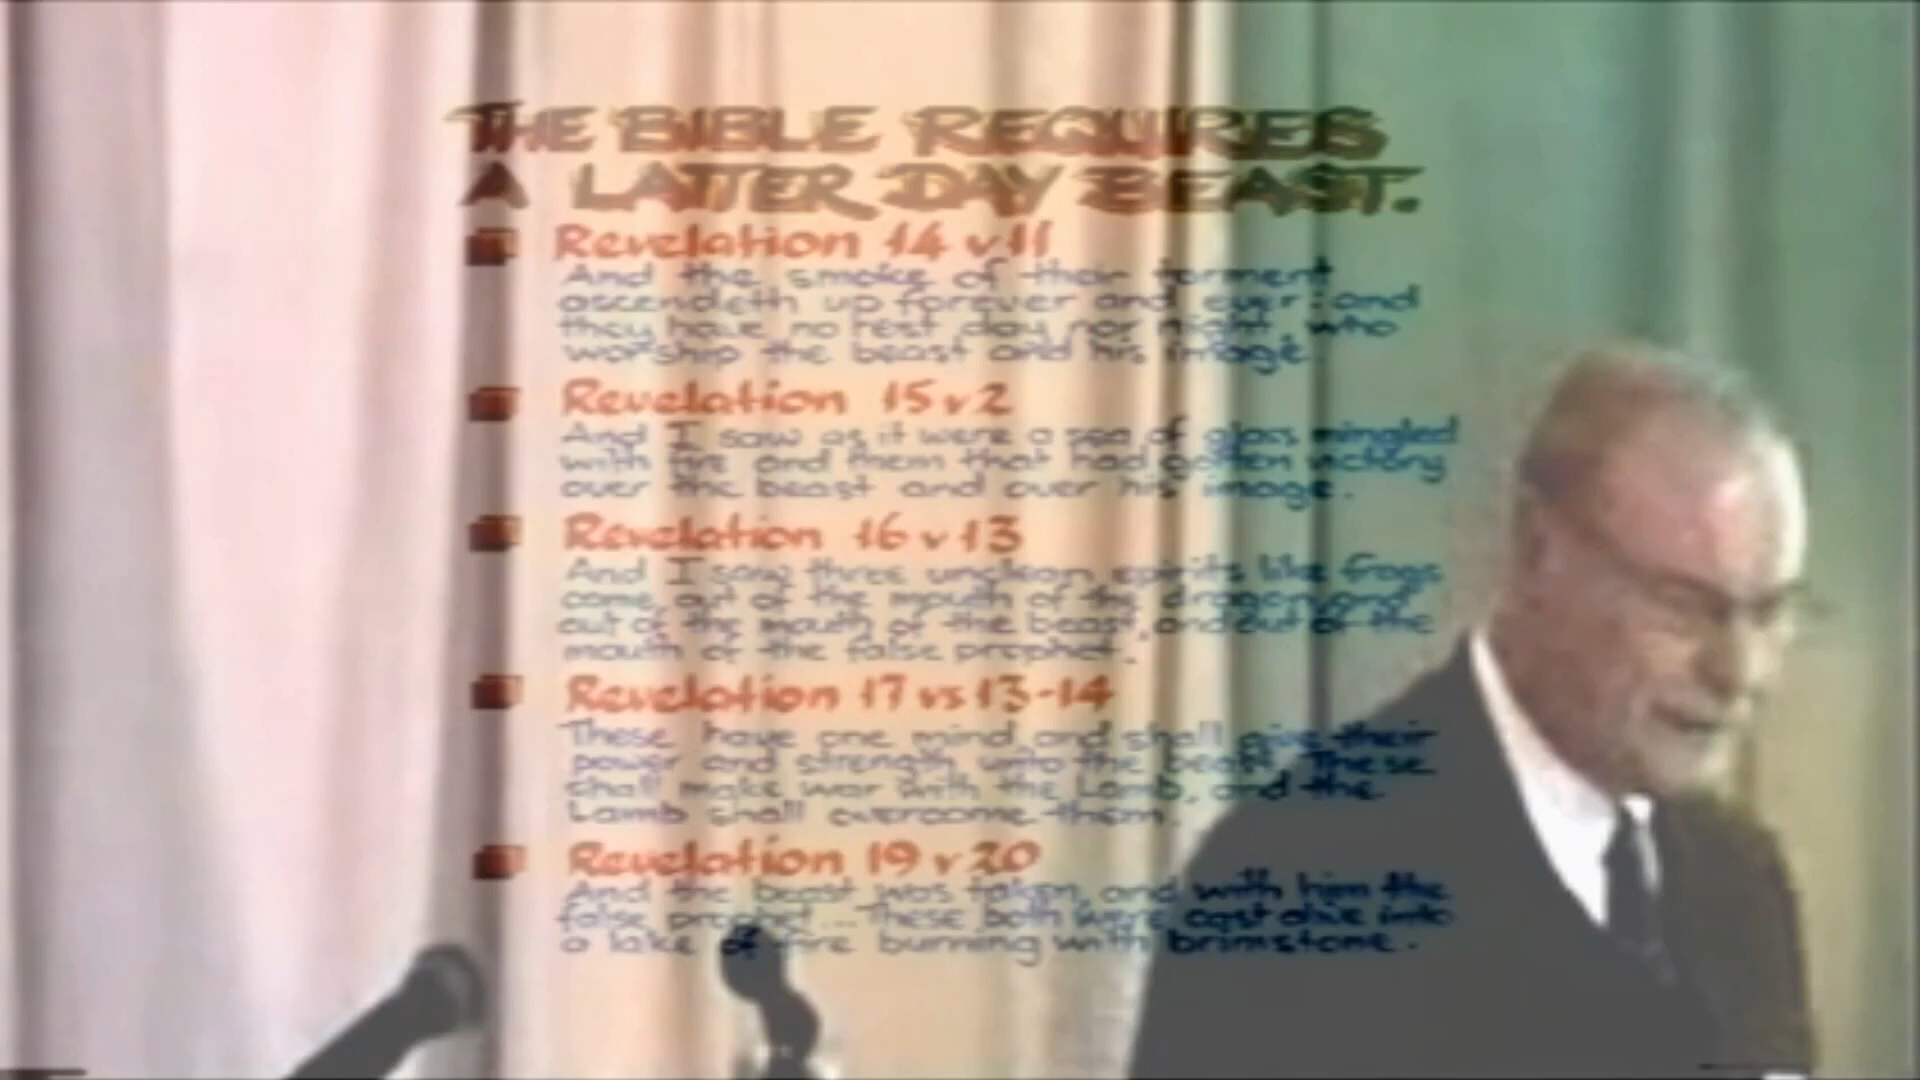 THE BIBLE REQUIRES
A LATTER DAY BEAST.
Revelation 14 v 11
And the smoke of their torment
ascendeth up forever and ever: and
they have no rest day nor night, who
worship the beast and his image
Revelation 15 v 2
And I saw as it were a sea of glass mingled
with fire and them that had gotten victory
over the beast and over his image.
Revelation 16 v 13
And I saw three unclean spirits like frogs
come out of the mouth of the dragon, and
out of the mouth of the beast, and out of the
mouth of the false prophet.
Revelation 17 vs 13-14
These have one mind and shall give their
power and strength unto the beast. These
shall make war with the Lamb, and the
Lamb shall overcome them.
Revelation 19 v 20
And the beast was taken, and with him the
false prophet ... These both were cast alive into
a lake of fire burning with brimstone.